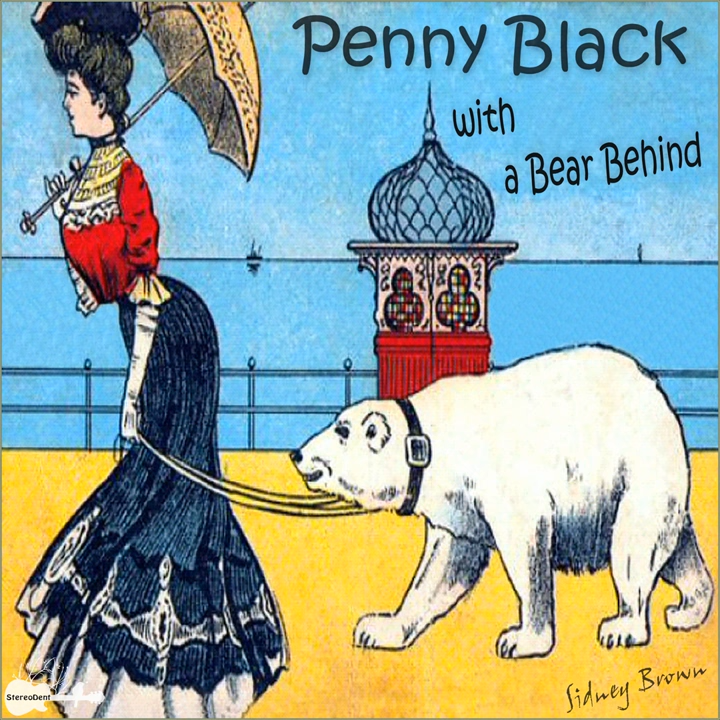 Penny Black
with
a Bear Behind
StereoDent
Sidney Brown